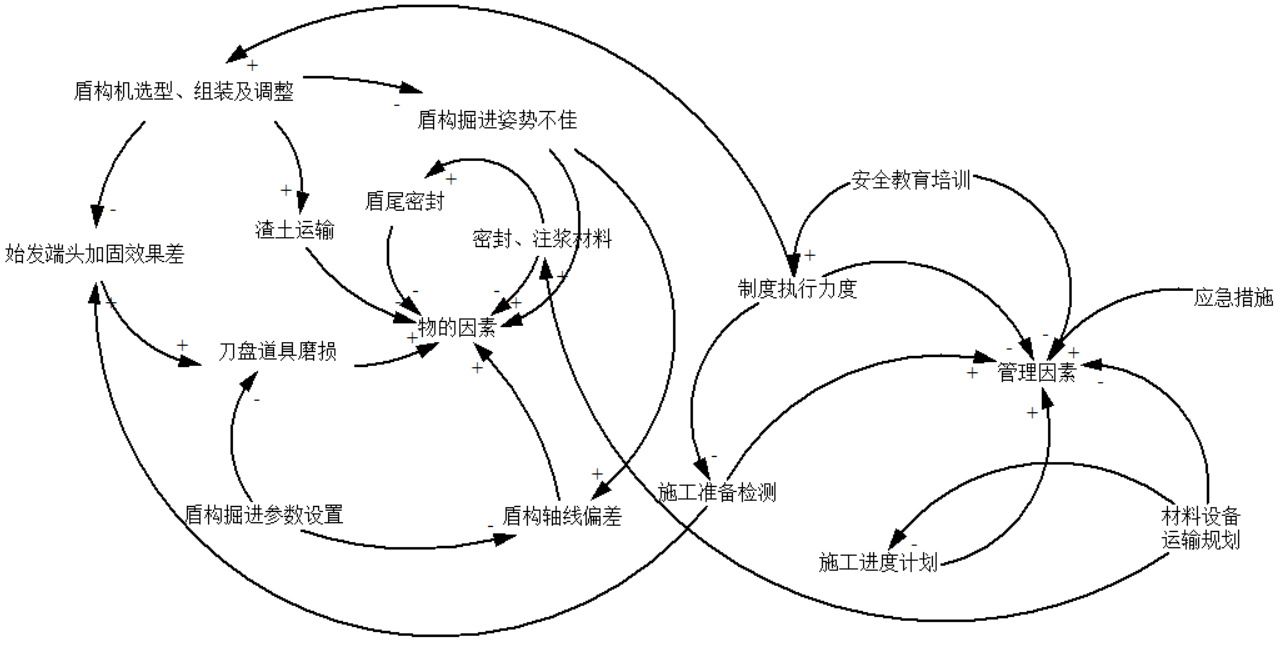 盾构机选型、组装及调整
盾构掘进姿势不佳
盾尾密封
安全教育培训
渣土运输
密封、注浆材料
始发端头加固效果差
制度执行力度
应急措施
物的因素
刀盘道具磨损
管理因素
施工准备检测
盾构掘进参数设置
盾构轴线偏差
材料设备
运输规划
施工进度计划